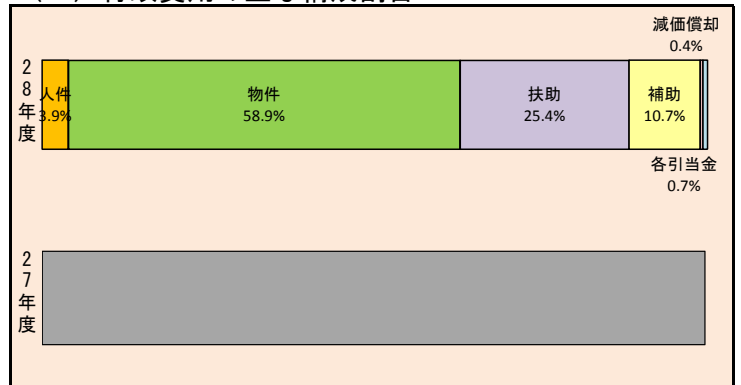 減価償却
0.4%
28年度
人件
3.9%
物件
58.9%
扶助
25.4%
補助
10.7%
各引当金
0.7%
27年度